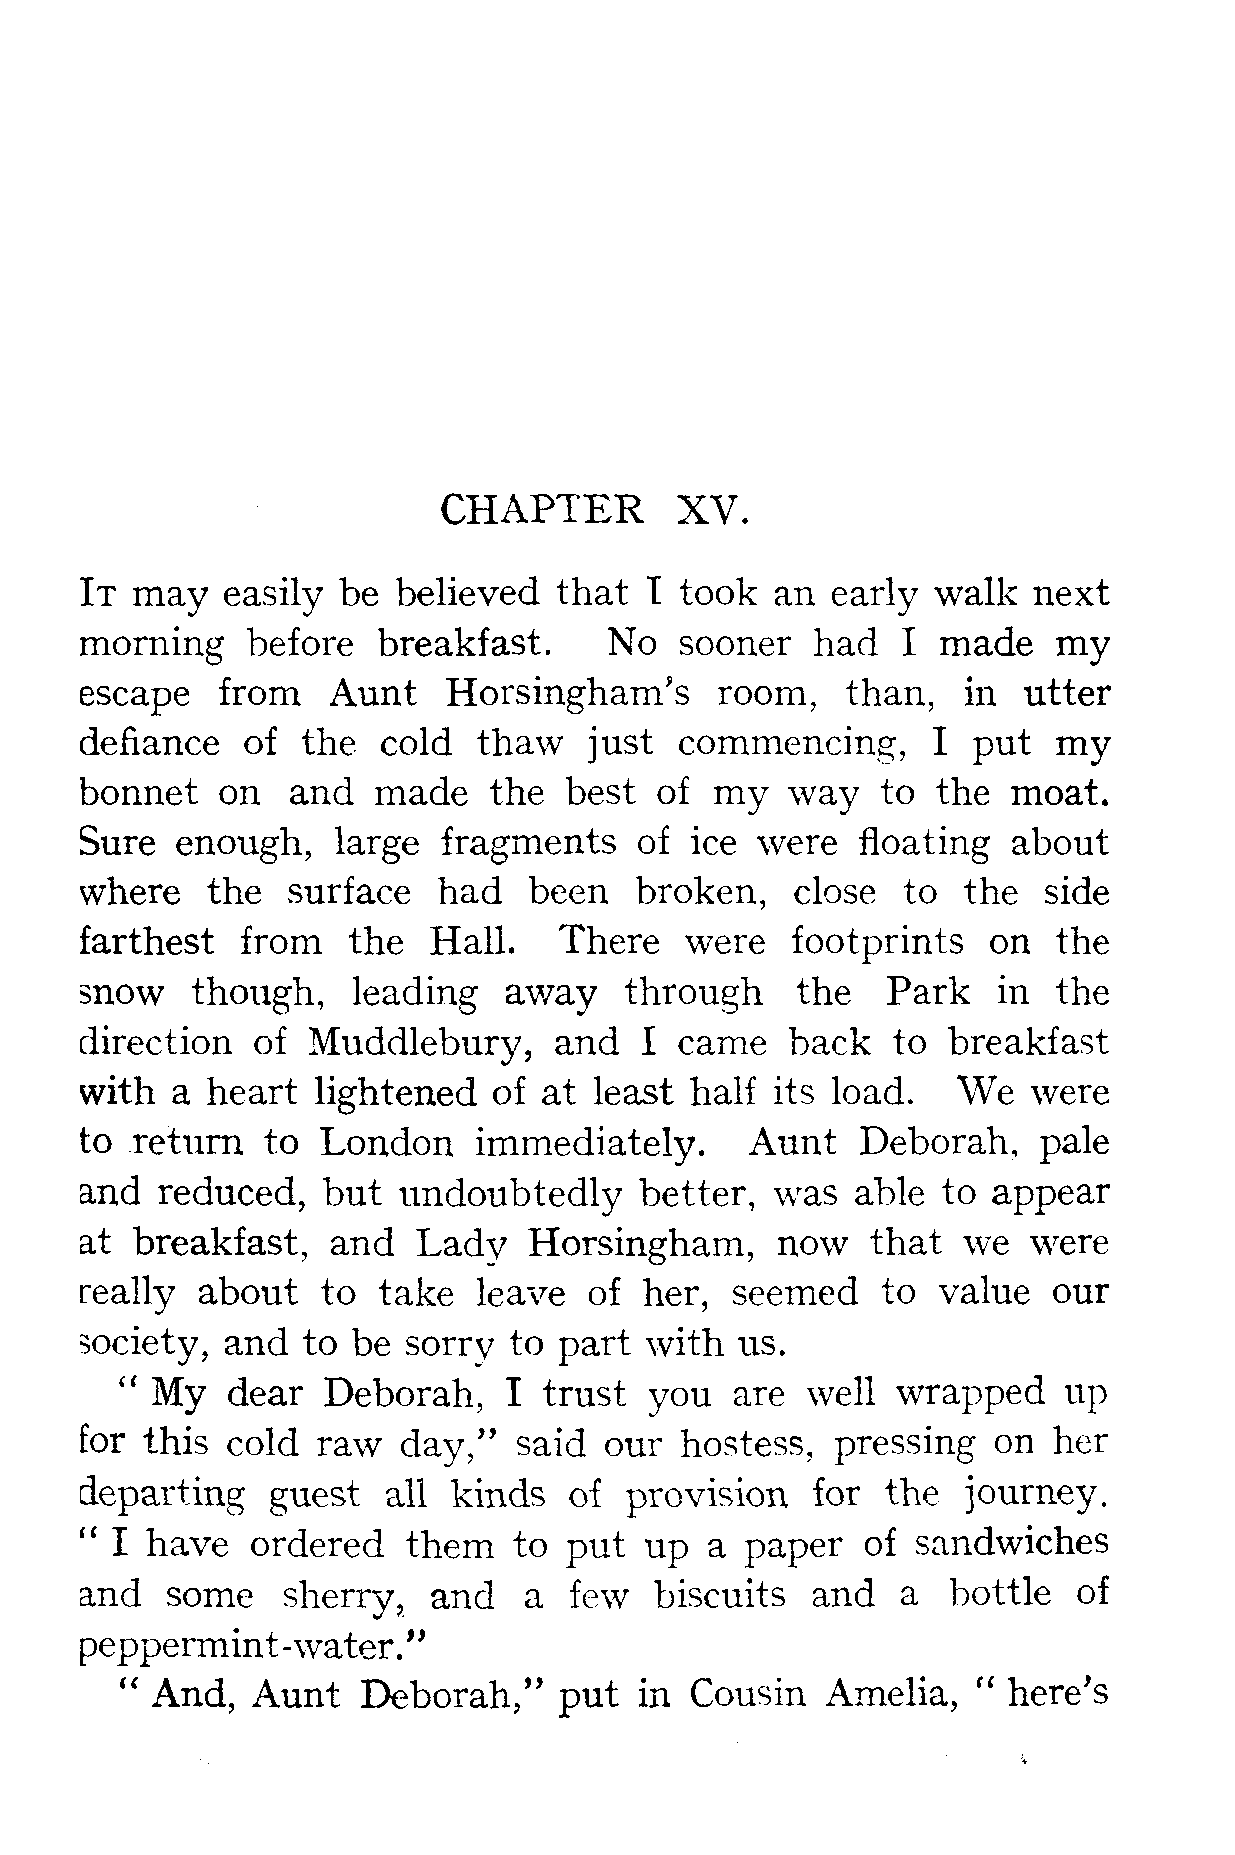 CHAPTER XV.
IT may easily be believed that I took an early walk next
morning before breakfast. No sooner had I made my
escape from Aunt Horsingham's room, than, in utter
defiance of the cold thaw just commencing, I put my
bonnet on and made the best of my way to the moat.
Sure enough, large fragments of ice were floating about
where the surface had been broken, close to the side
farthest from the Hall. There were footprints on the
snow though, leading away through the Park in the
direction of Muddlebury, and I came back to breakfast
with a heart lightened of at least half its load. We were
to return to London immediately. Aunt Deborah, pale
and reduced, but undoubtedly better, was able to appear
at breakfast, and Lady Horsingham, now that we were
really about to take leave of her, seemed to value our
society, and to be sorry to part with us.
“ My dear Deborah, I trust you are well wrapped up
for this cold raw day,” said our hostess, pressing on her
departing guest all kinds of provision for the journey.
“ I have ordered them to put up a paper of sandwiches
and some sherry, and a few biscuits and a bottle of
peppermint-water.”
“ And, Aunt Deborah,” put in Cousin Amelia, “ here's